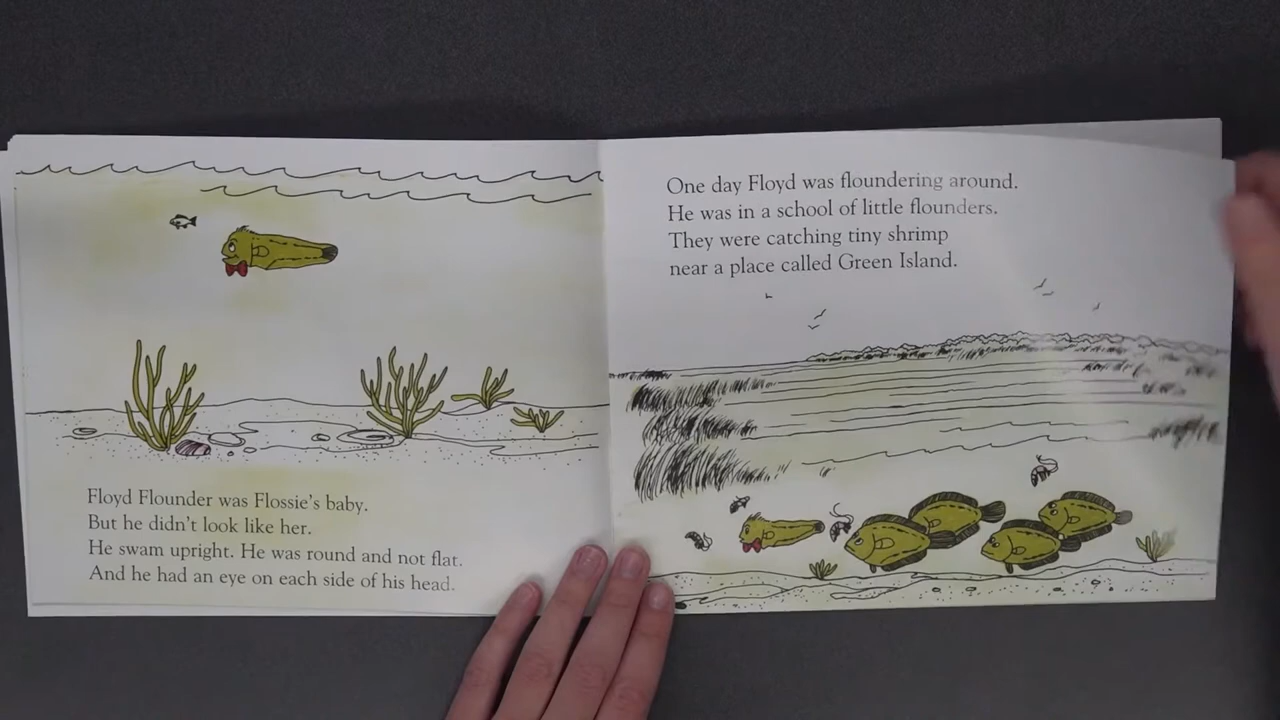 Floyd Flounder was Flossie's baby.
But he didn't look like her.
He swam upright. He was round and not flat.
And he had an eye on each side of his head.
One day Floyd was floundering around.
He was in a school of little flounders.
They were catching tiny shrimp
near a place called Green Island.